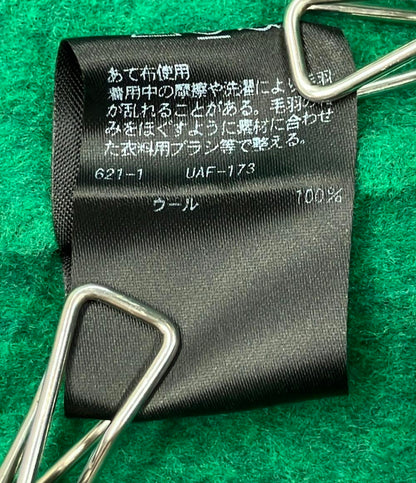 あて布使用
着用中の摩擦や洗濯により毛羽
が乱れることがある。毛羽の
みをほぐすように素材に合わせ
た衣料用ブラシ等で整える。
621-1 UAF-173
ウール 100%